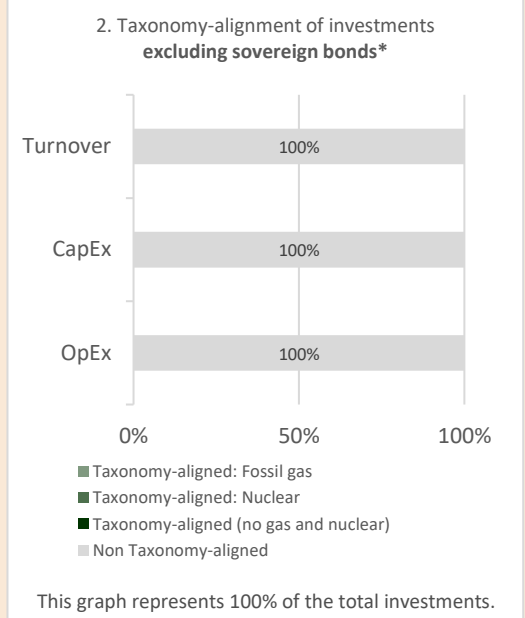 2. Taxonomy-alignment of investments
excluding sovereign bonds*
Turnover
100%
CapEx
100%
OpEx
100%
0%
50%
100%
Taxonomy-aligned: Fossil gas
Taxonomy-aligned: Nuclear
Taxonomy-aligned (no gas and nuclear)
Non Taxonomy-aligned
This graph represents 100% of the total investments.